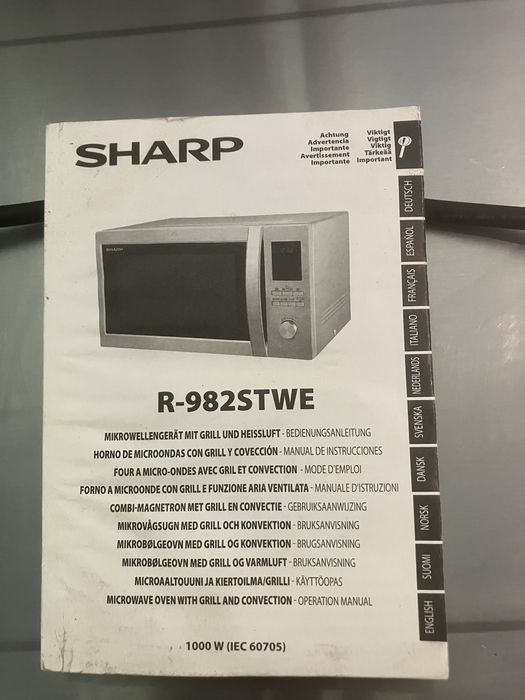 SHARP
Achtung
Advertencia
Importante
Avertissement
Importante
Viktigt
Vigtigt
Viktig
Tärkeää
Important
SHARP
R-982STWE
MIKROWELLENGERÄT MIT GRILL UND HEISSLUFT - BEDIENUNGSANLEITUNG
HORNO DE MICROONDAS CON GRILL Y COVECCIÓN - MANUAL DE INSTRUCCIONES
FOUR A MICRO-ONDES AVEC GRIL ET CONVECTION - MODE D'EMPLOI
FORNO A MICROONDE CON GRILL E FUNZIONE ARIA VENTILATA - MANUALE D'ISTRUZIONI
COMBI-MAGNETRON MET GRILL EN CONVECTIE - GEBRUIKSAANWIJZING
MIKROVÅGSUGN MED GRILL OCH KONVEKTION - BRUKSANVISNING
MIKROBØLGEOVN MED GRILL OG KONVEKTION - BRUGSANVISNING
MIKROBØLGEOVN MED GRILL OG VARMLUFT - BRUKSANVISNING
MICROAALTOUUNI JA KIERTOILMA/GRILLI - KÄYTTÖOPAS
MICROWAVE OVEN WITH GRILL AND CONVECTION - OPERATION MANUAL
1000 W (IEC 60705)
DEUTSCH
ESPAÑOL
FRANÇAIS
ITALIANO
NEDERLANDS
SVENSKA
DANSK
NORSK
SUOMI
ENGLISH